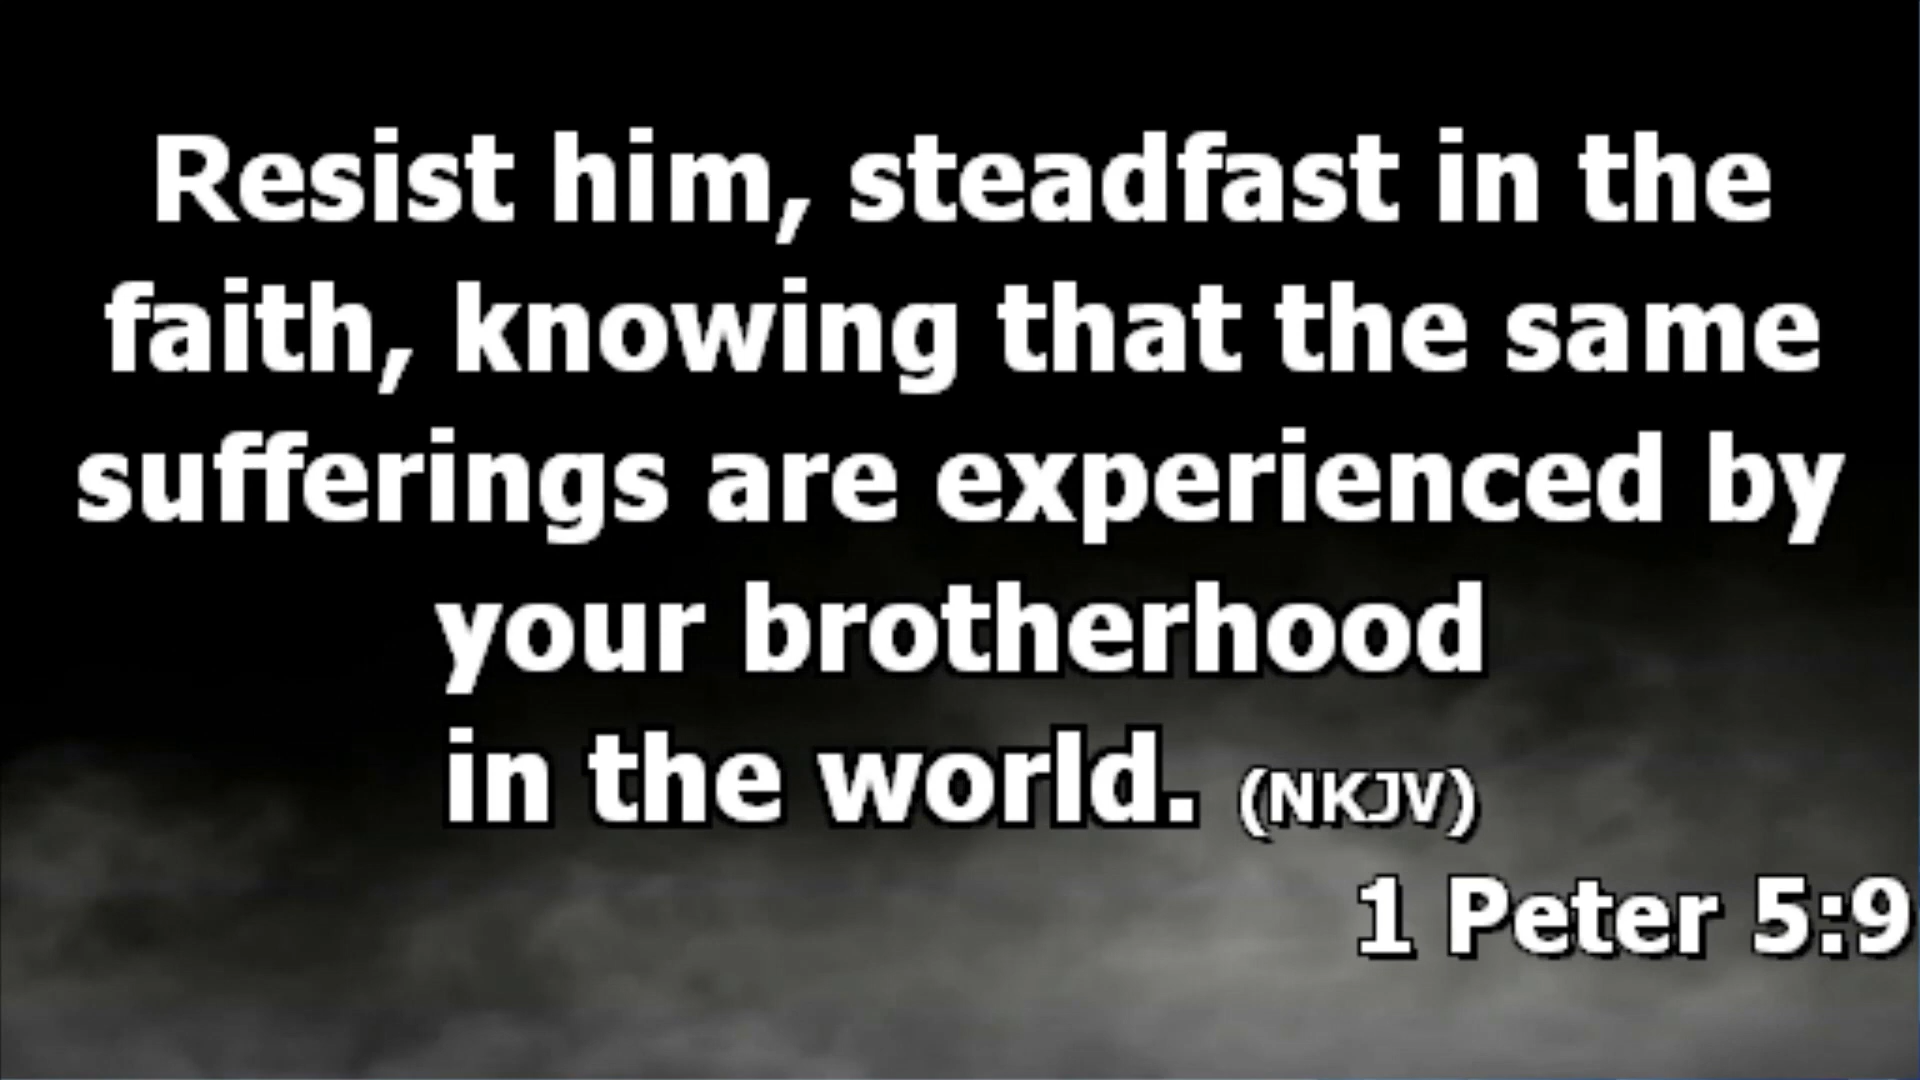 Resist him, steadfast in the
faith, knowing that the same
sufferings are experienced by
your brotherhood
in the world. (NKJV)
1 Peter 5:9